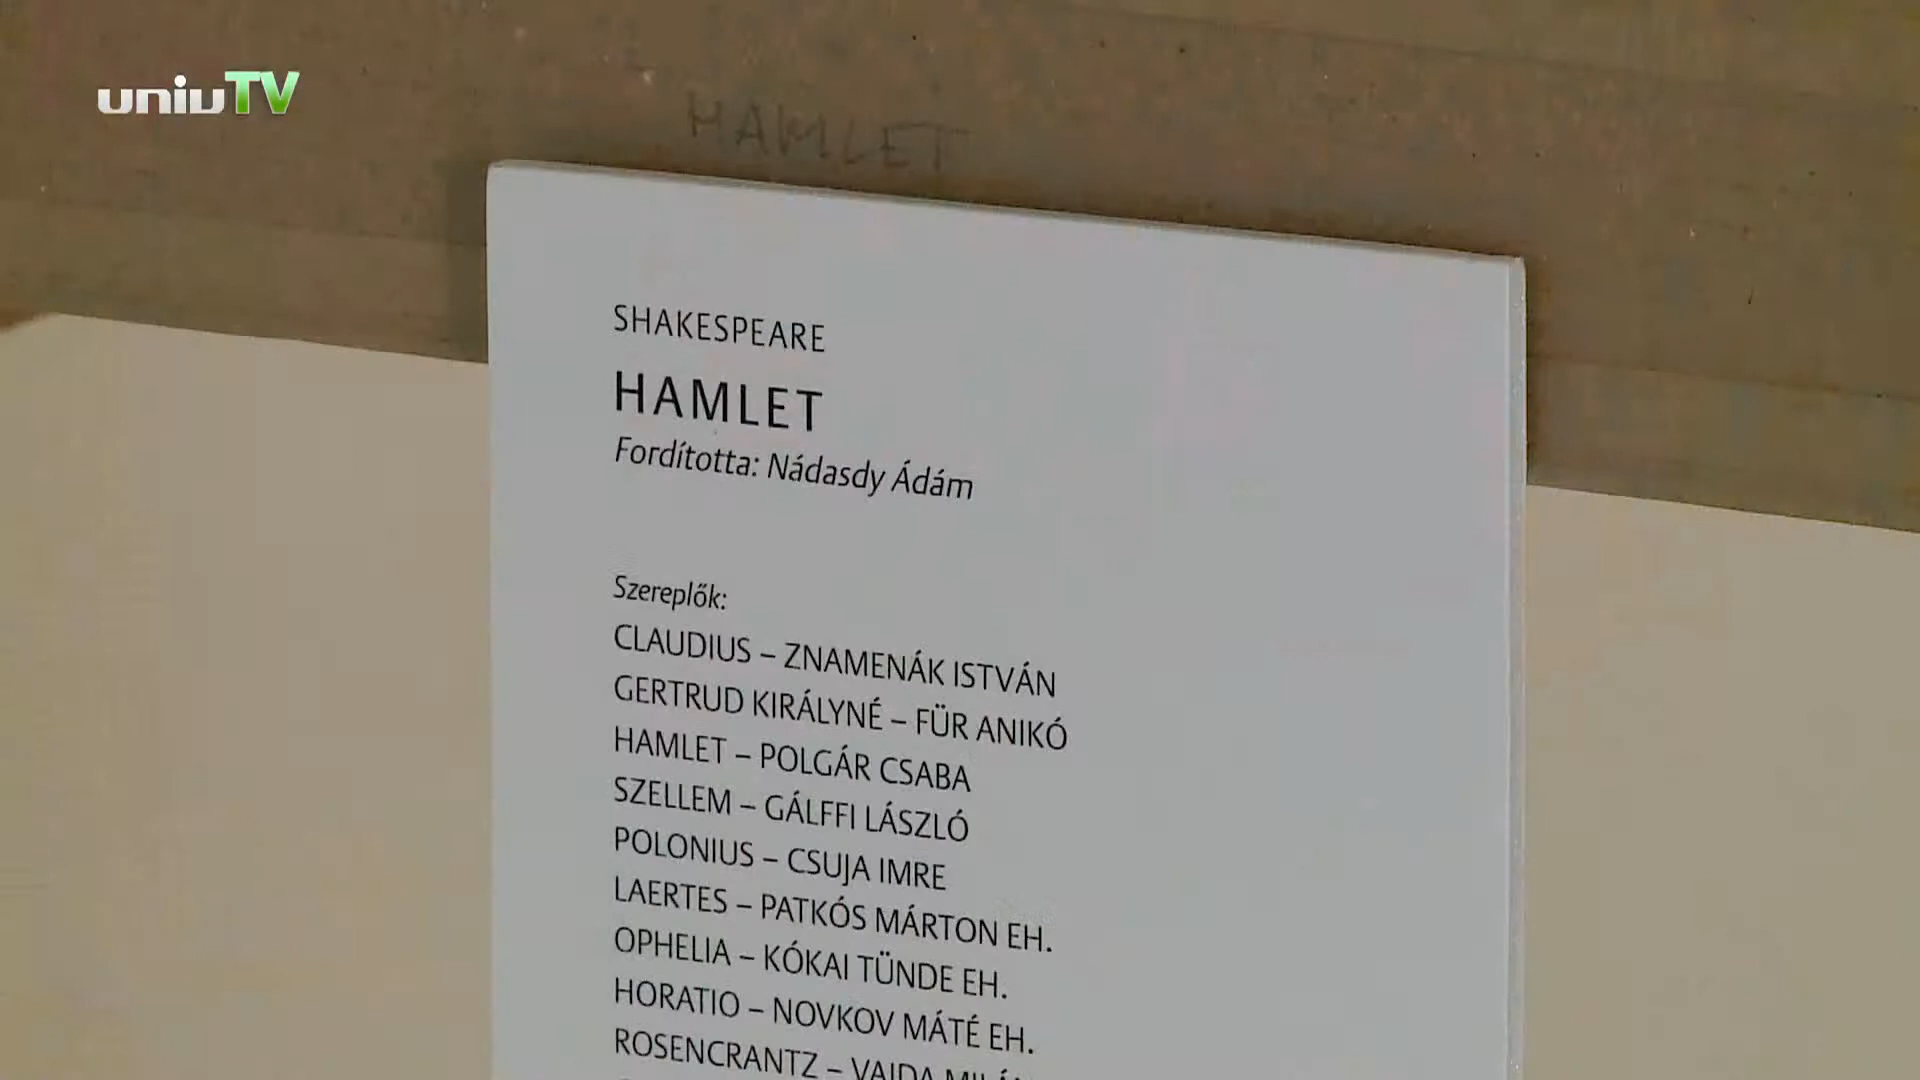 uniuTV
HAMLET
SHAKESPEARE
HAMLET
Fordította: Nádasdy Ádám
Szereplők:
CLAUDIUS – ZNAMENÁK ISTVÁN
GERTRUD KIRÁLYNÉ – FÜR ANIKÓ
HAMLET – POLGÁR CSABA
SZELLEM – GÁLFFI LÁSZLÓ
POLONIUS – CSUJA IMRE
LAERTES – PATKÓS MÁRTON EH.
OPHELIA – KÓKAI TÜNDE EH.
HORATIO – NOVKOV MÁTÉ EH.
ROSENCRANTZ – VAJDA